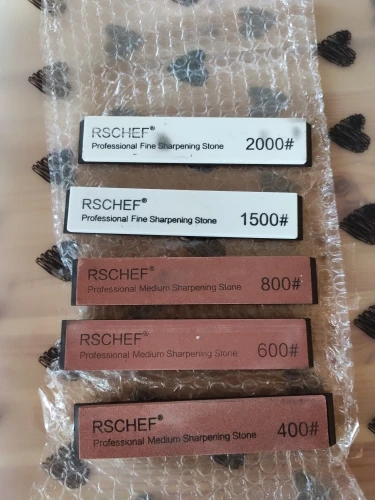 RSCHEF®
Professional Fine Sharpening Stone 2000#
RSCHEF®
Professional Fine Sharpening Stone 1500#
RSCHEF®
Professional Medium Sharpening Stone 800#
RSCHEF®
Professional Medium Sharpening Stone 600#
RSCHEF®
Professional Medium Sharpening Stone 400#